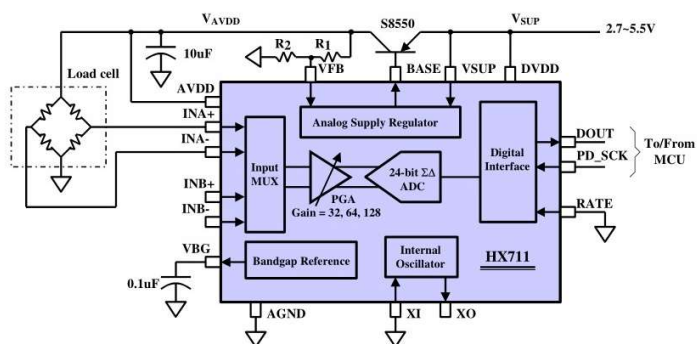 V_AVDD
S8550
V_SUP
2.7~5.5V
10uF
R2
R1
Load cell
VFB
BASE
VSUP
DVDD
AVDD
INA+
INA-
INB+
INB-
VBG
0.1uF
Analog Supply Regulator
Input
MUX
PGA
Gain = 32, 64, 128
24-bit ΣΔ
ADC
Digital
Interface
DOUT
PD_SCK
RATE
To/From
MCU
Bandgap Reference
Internal
Oscillator
HX711
AGND
XI
XO